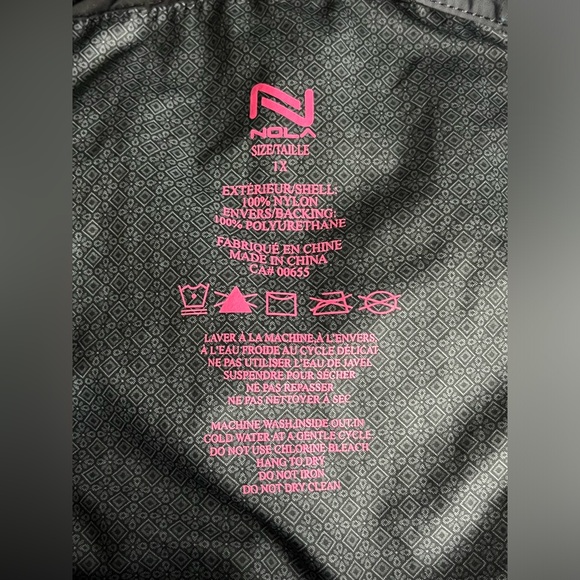 NOLA
SIZE/TAILLE
1X
EXTÉRIEUR/SHELL:
100% NYLON
ENVERS/BACKING:
100% POLYURETHANE
FABRIQUÉ EN CHINE
MADE IN CHINA
CA# 00655
LAVER À LA MACHINE,À L'ENVERS,
À L'EAU FROIDE AU CYCLE DÉLICAT
NE PAS UTILISER L'EAU DE JAVEL
SUSPENDRE POUR SÉCHER
NE PAS REPASSER
NE PAS NETTOYER À SEC
MACHINE WASH,INSIDE OUT,IN
COLD WATER AT A GENTLE CYCLE
DO NOT USE CHLORINE BLEACH
HANG TO DRY
DO NOT IRON
DO NOT DRY CLEAN